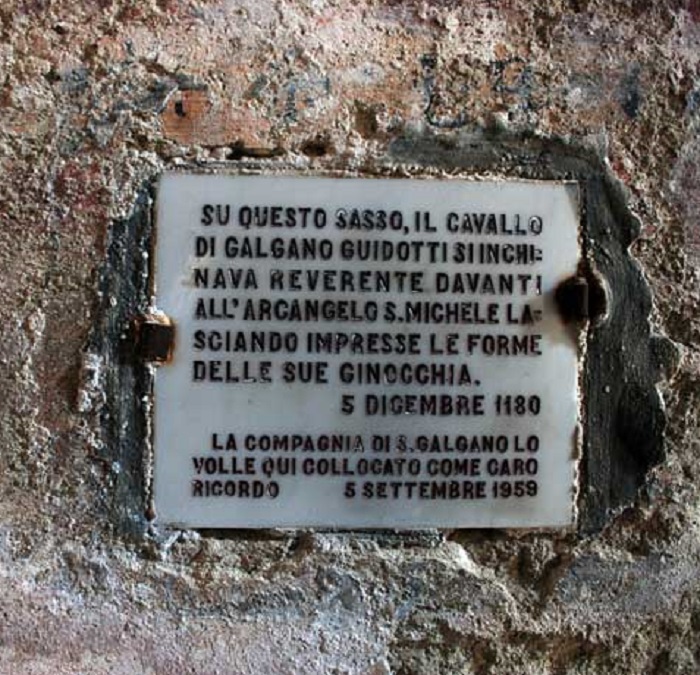 SU QUESTO SASSO, IL CAVALLO
DI GALGANO GUIDOTTI SI INCHI=
NAVA REVERENTE DAVANTI
ALL'ARCANGELO S. MICHELE LA=
SCIANDO IMPRESSE LE FORME
DELLE SUE GINOCCHIA.
5 DICEMBRE 1180
LA COMPAGNIA DI S. GALGANO LO
VOLLE QUI COLLOCATO COME CARO
RICORDO 5 SETTEMBRE 1959